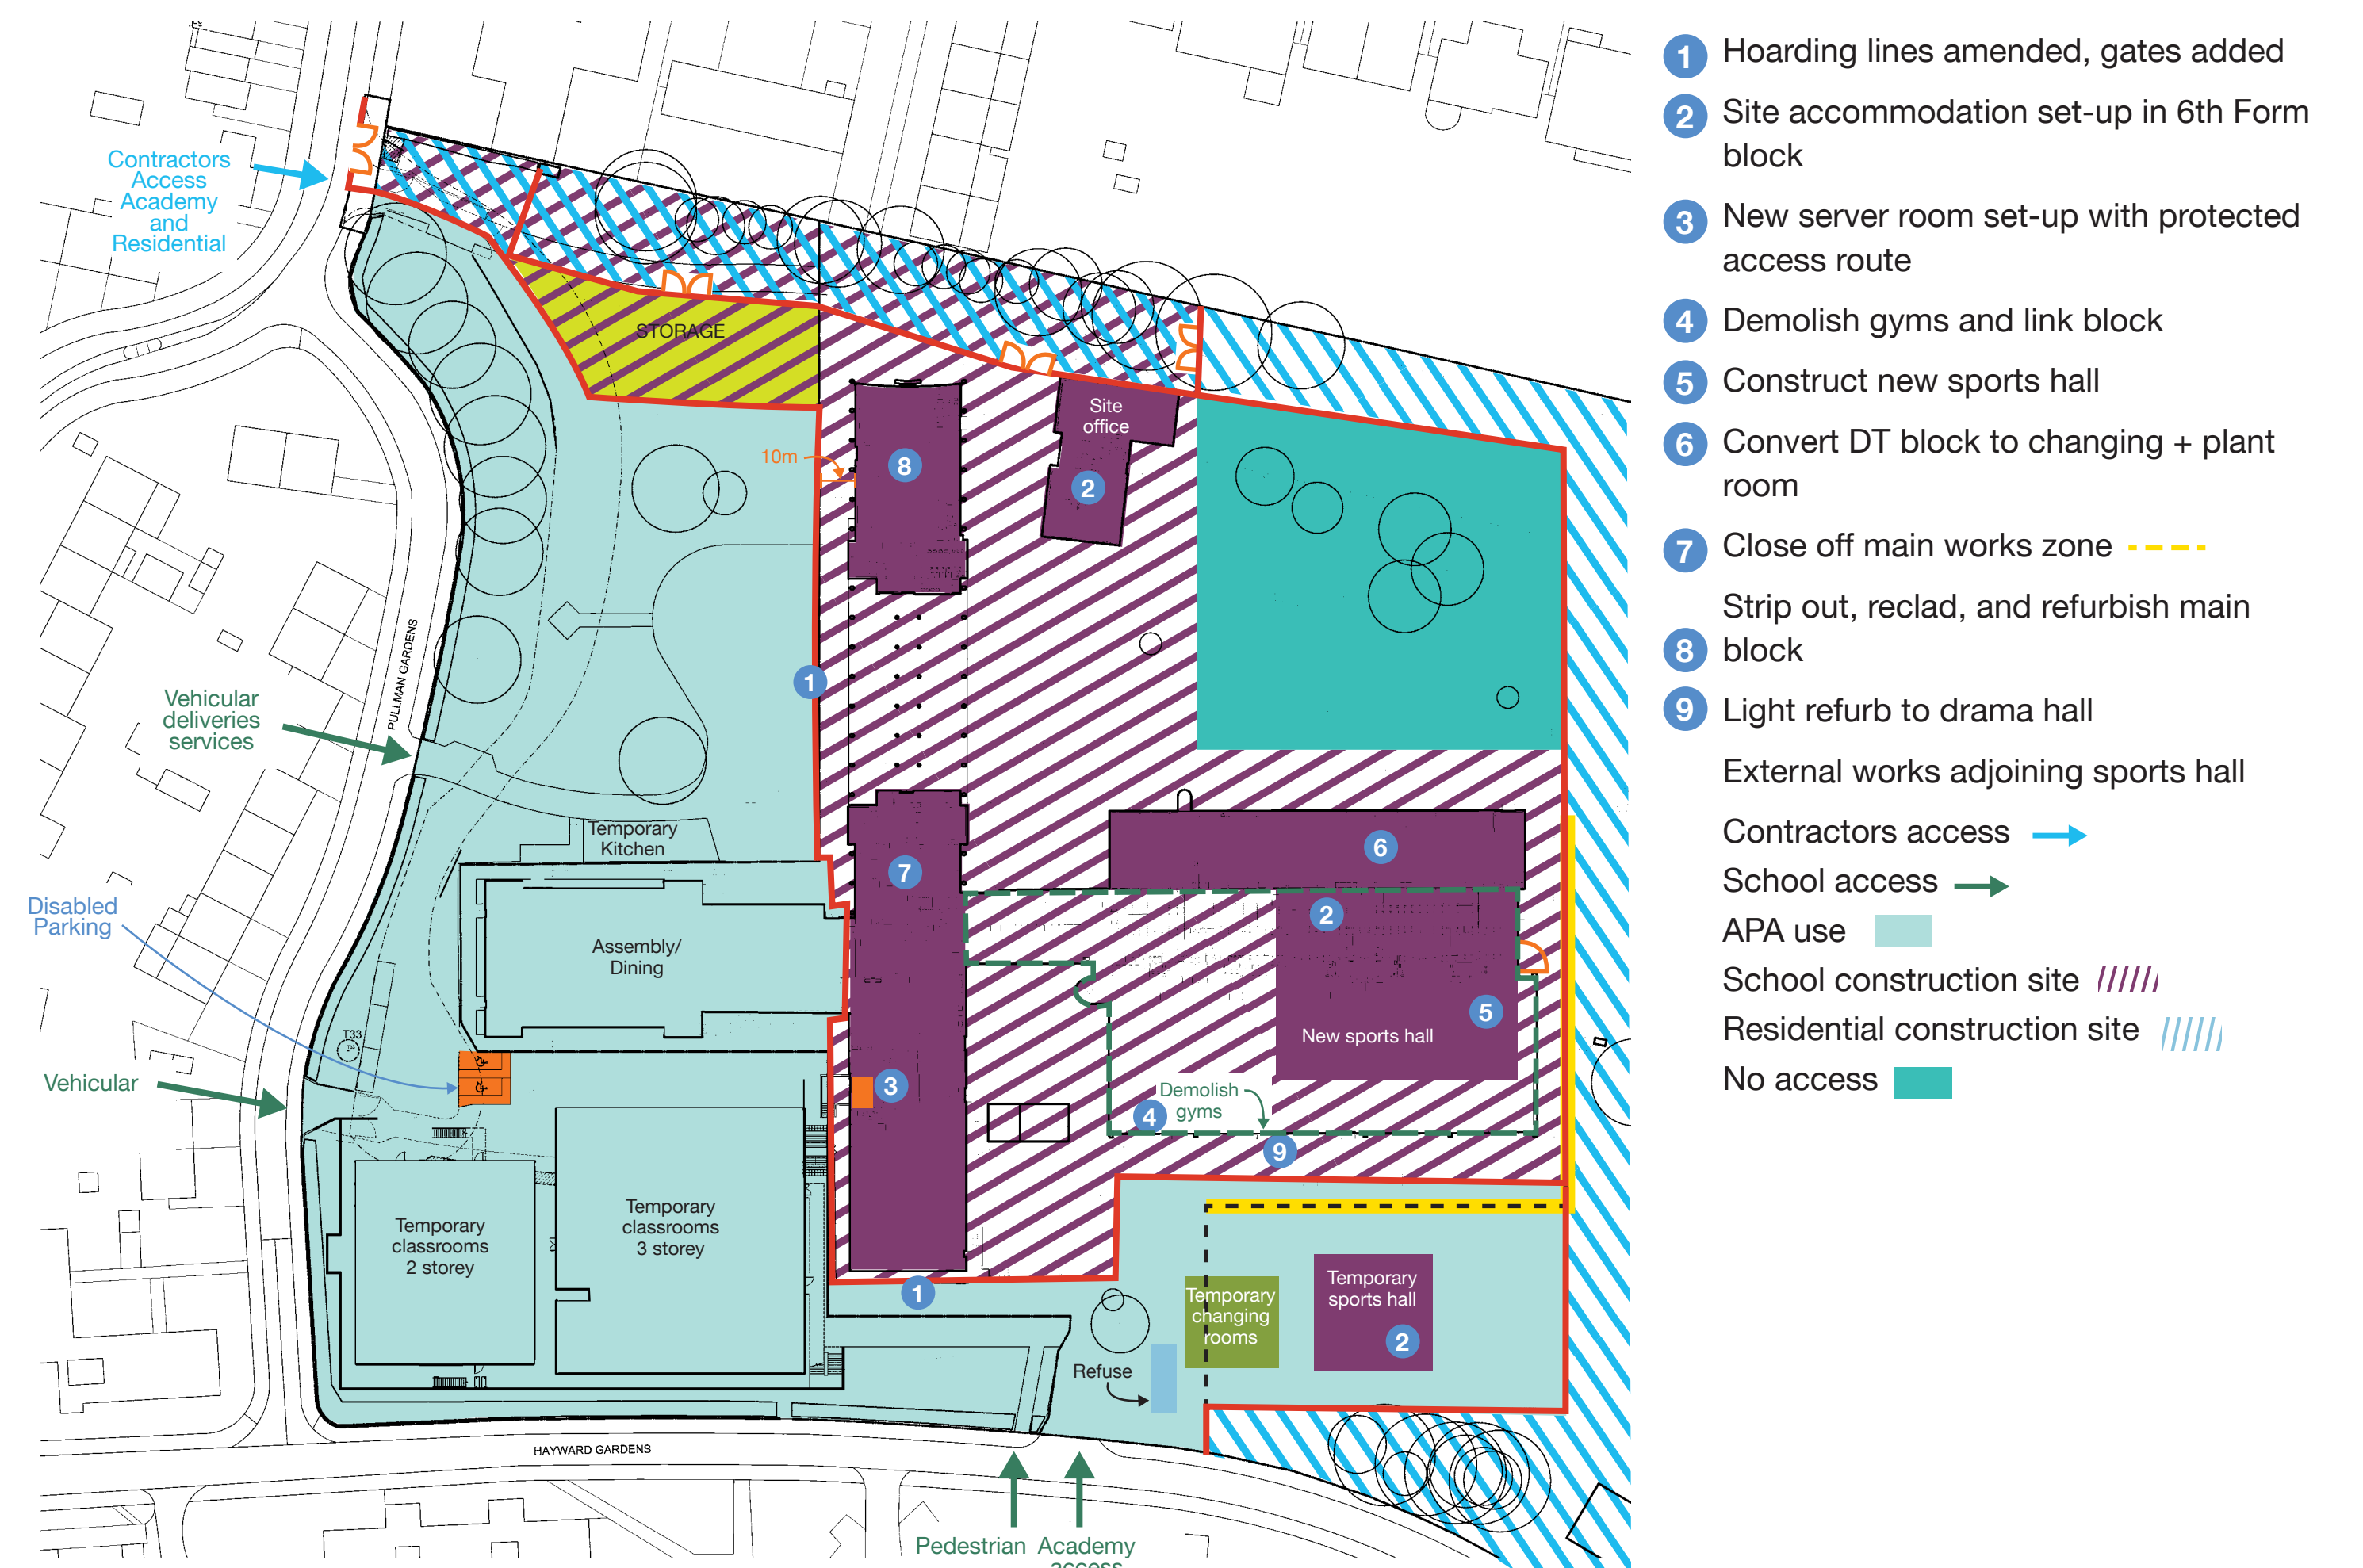 Contractors
Access
Academy
and
Residential
STORAGE
10m
Site
office
8
2
1
PULLMAN GARDENS
Vehicular
deliveries
services
Temporary
Kitchen
7
6
Disabled
Parking
Assembly/
Dining
2
5
New sports hall
T33
Vehicular
3
Demolish
gyms
4
9
Temporary
classrooms
2 storey
Temporary
classrooms
3 storey
1
Temporary
changing
rooms
Temporary
sports hall
2
Refuse
HAYWARD GARDENS
Pedestrian
Academy
access
1 Hoarding lines amended, gates added
2 Site accommodation set-up in 6th Form
block
3 New server room set-up with protected
access route
4 Demolish gyms and link block
5 Construct new sports hall
6 Convert DT block to changing + plant
room
7 Close off main works zone
Strip out, reclad, and refurbish main
8 block
9 Light refurb to drama hall
External works adjoining sports hall
Contractors access
School access
APA use
School construction site
Residential construction site
No access